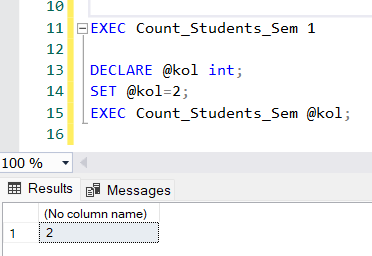 10
11 EXEC Count_Students_Sem 1
12
13 DECLARE @kol int;
14 SET @kol=2;
15 EXEC Count_Students_Sem @kol;
16
100 %
Results Messages
(No column name)
1 2